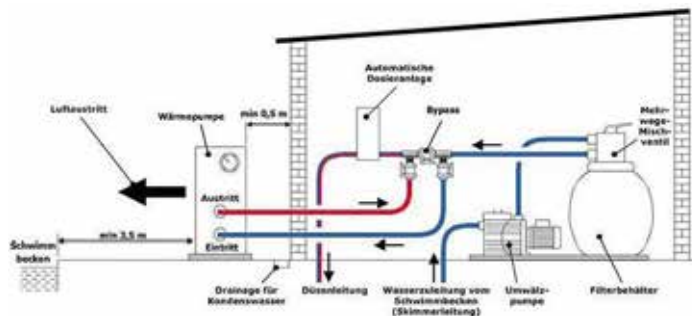 Automatische
Dosieranlage
Luftaustritt
Wärmepumpe
min 0,5 m
Bypass
Mehr-
wege-
Misch-
ventil
Austritt
Eintritt
min 3,5 m
Schwimm
becken
Drainage für
Kondenswasser
Düsenleitung
Wasserzuleitung vom
Schwimmbecken
(Skimmerleitung)
Umwälz-
pumpe
Filterbehälter